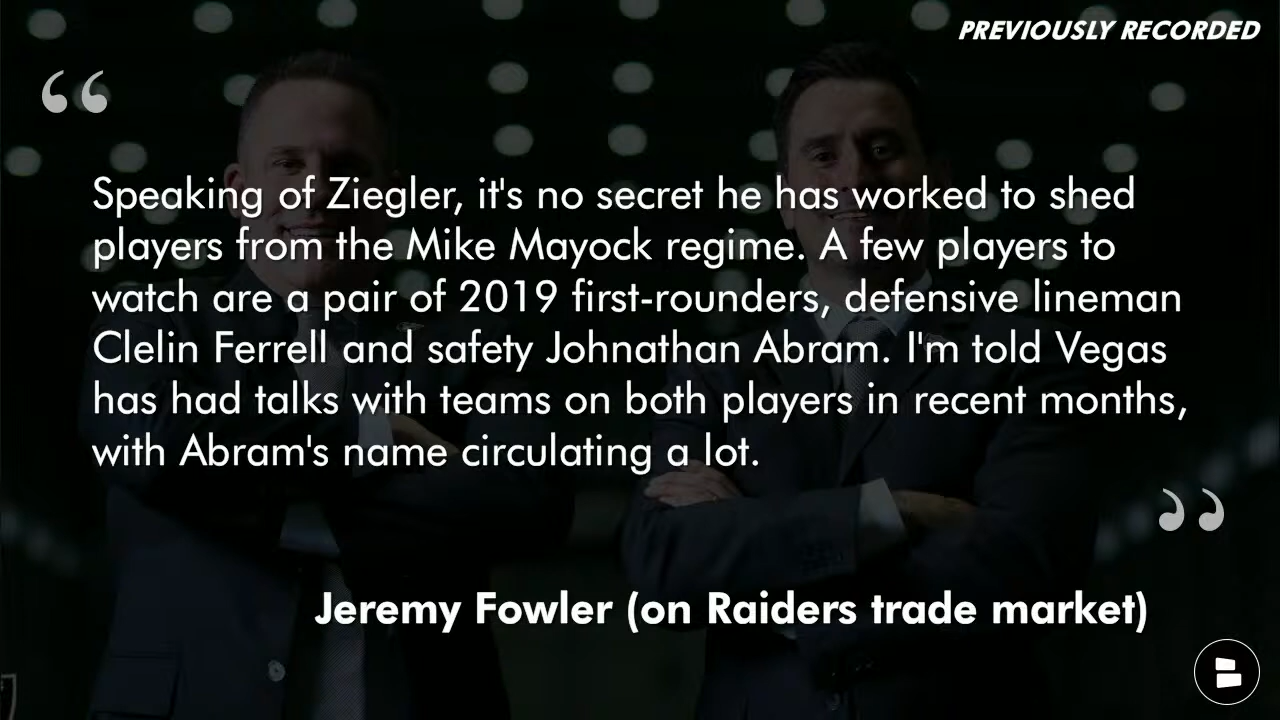 PREVIOUSLY RECORDED
“
Speaking of Ziegler, it's no secret he has worked to shed
players from the Mike Mayock regime. A few players to
watch are a pair of 2019 first-rounders, defensive lineman
Clelin Ferrell and safety Johnathan Abram. I'm told Vegas
has had talks with teams on both players in recent months,
with Abram's name circulating a lot.
”
Jeremy Fowler (on Raiders trade market)